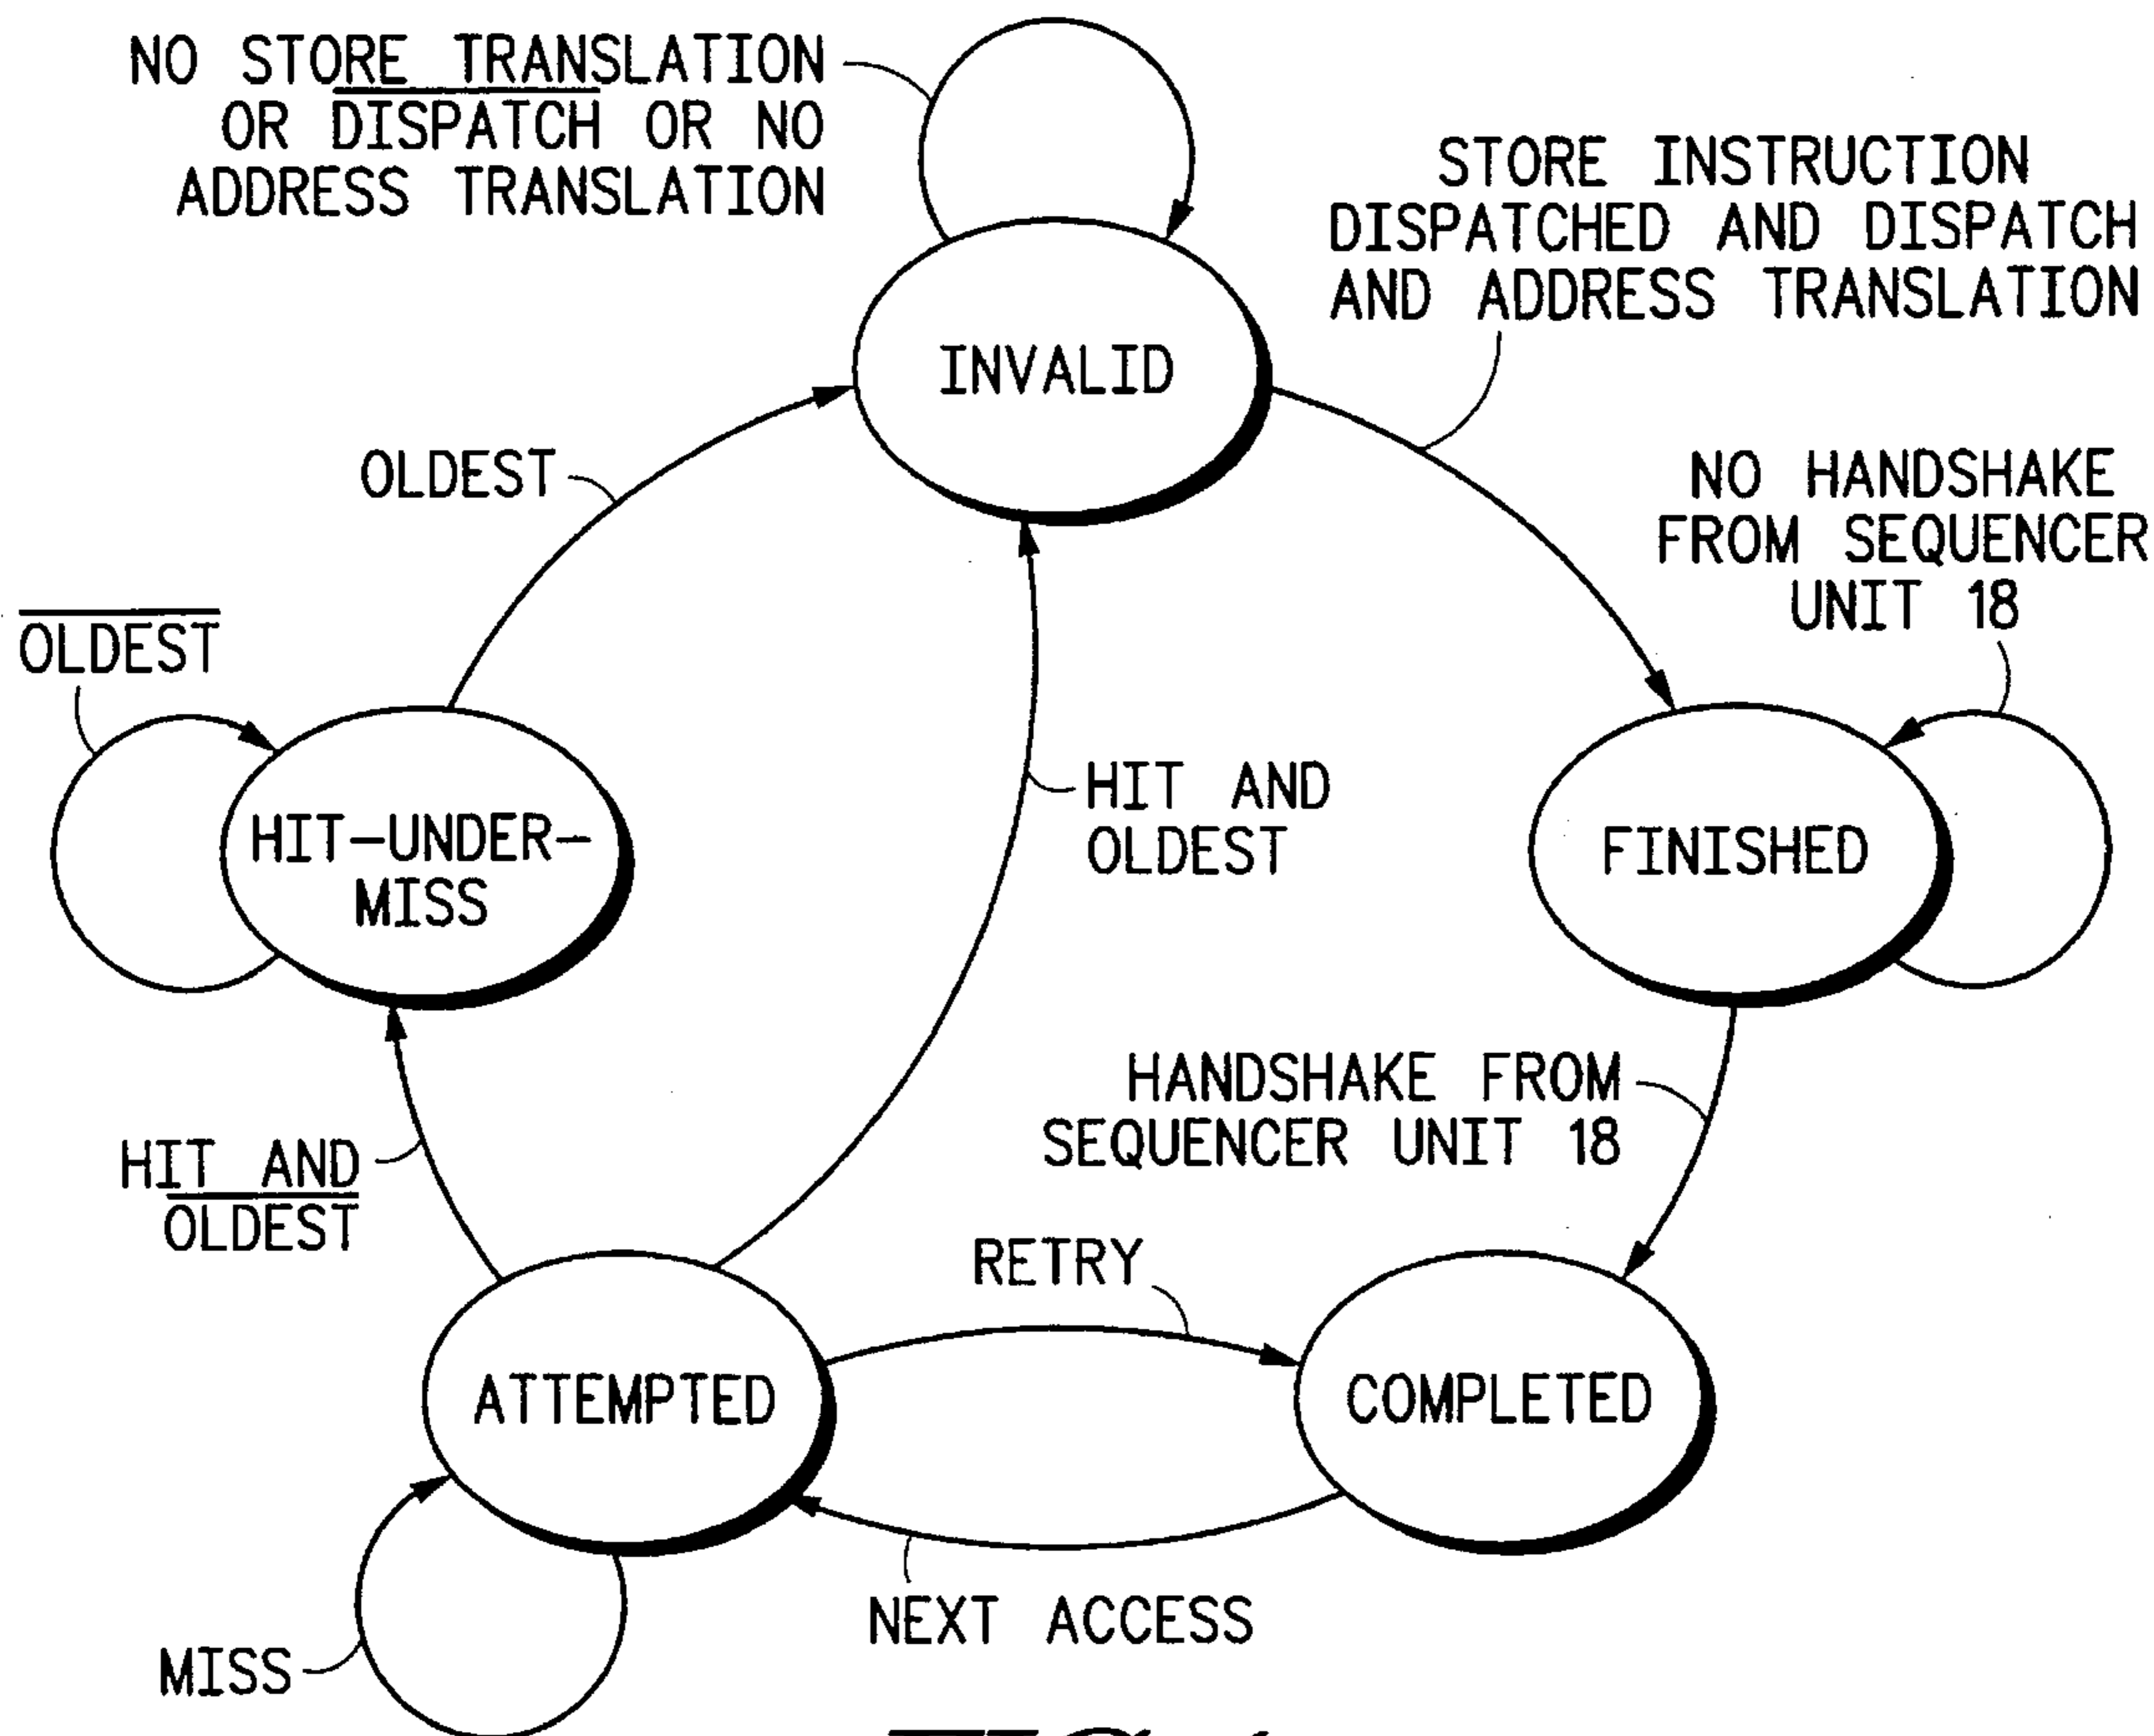 NO STORE TRANSLATION
OR DISPATCH OR NO
ADDRESS TRANSLATION
STORE INSTRUCTION
DISPATCHED AND DISPATCH
AND ADDRESS TRANSLATION
INVALID
OLDEST
NO HANDSHAKE
FROM SEQUENCER
UNIT 18
OLDEST
HIT-UNDER-
MISS
HIT AND
OLDEST
FINISHED
HANDSHAKE FROM
SEQUENCER UNIT 18
HIT AND
OLDEST
RETRY
ATTEMPTED
COMPLETED
NEXT ACCESS
MISS